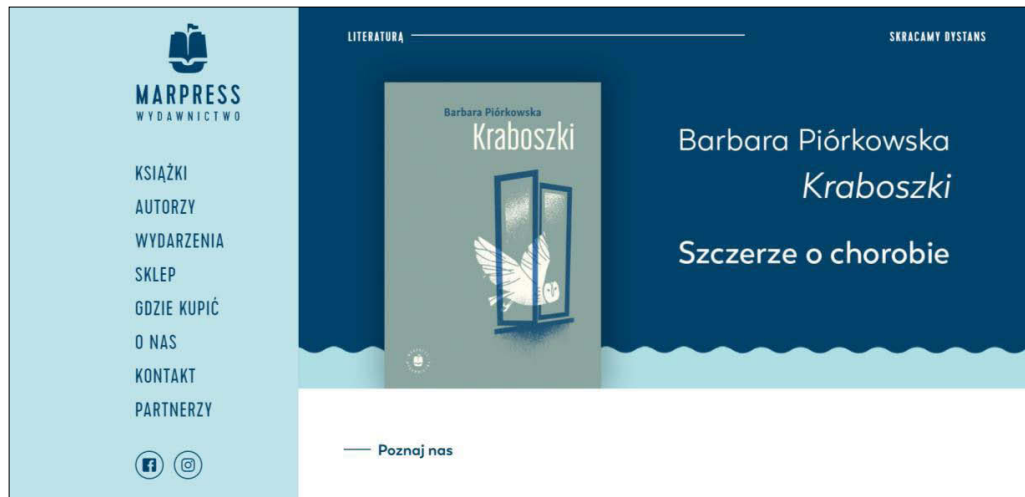 MARPRESS
WYDAWNICTWO
KSIĄŻKI
AUTORZY
WYDARZENIA
SKLEP
GDZIE KUPIĆ
O NAS
KONTAKT
PARTNERZY
LITERATURĄ
SKRACAMY DYSTANS
Barbara Piórkowska
Kraboszki
Barbara Piórkowska
Kraboszki
Szczerze o chorobie
Poznaj nas